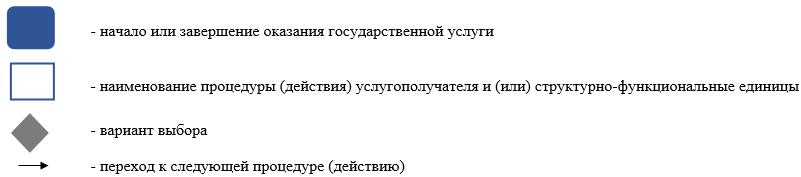 - начало или завершение оказания государственной услуги
- наименование процедуры (действия) услугополучателя и (или) структурно-функциональные единицы
- вариант выбора
- переход к следующей процедуре (действию)